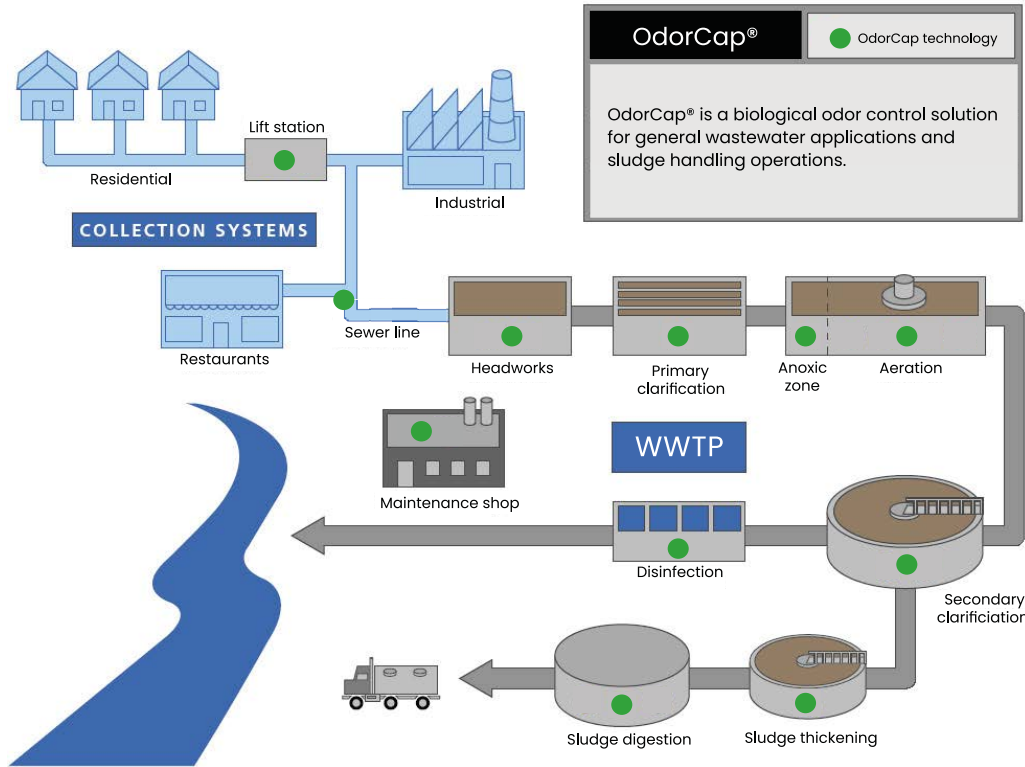 OdorCap®
OdorCap technology
OdorCap® is a biological odor control solution
for general wastewater applications and
sludge handling operations.
Lift station
Residential
Industrial
COLLECTION SYSTEMS
Restaurants
Sewer line
Headworks
Primary
clarification
Anoxic
zone
Aeration
Maintenance shop
WWTP
Disinfection
Secondary
clarificiation
Sludge digestion
Sludge thickening